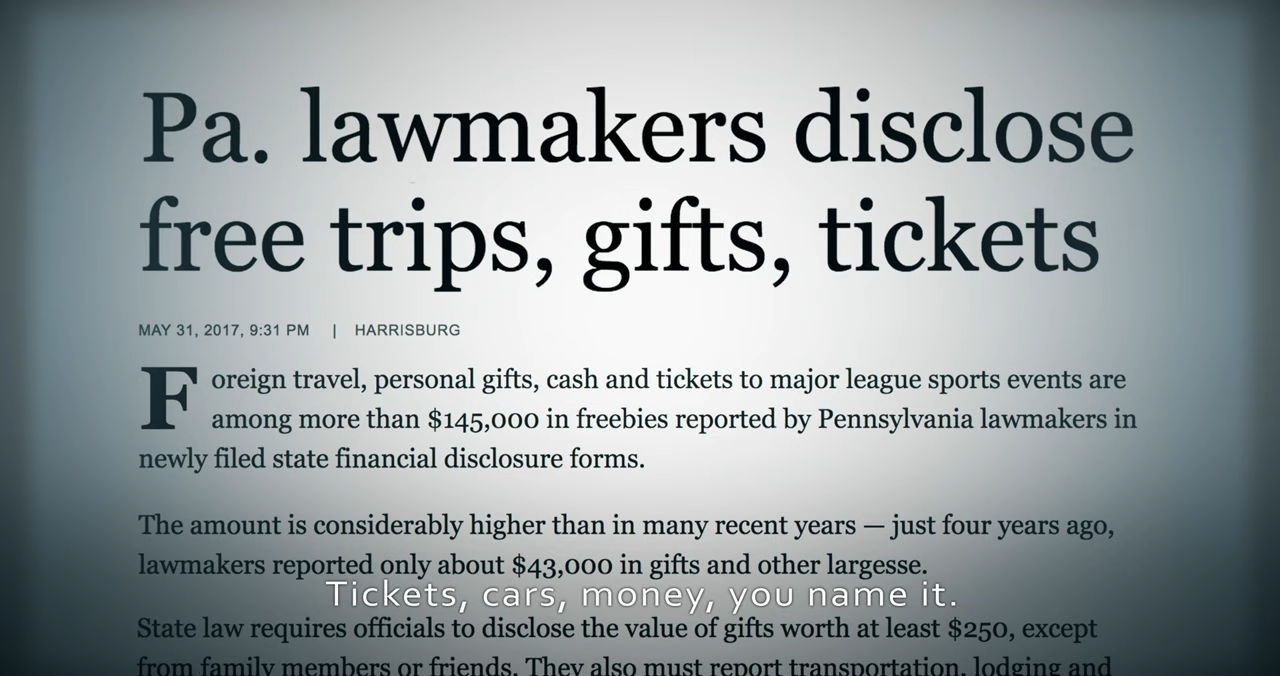 Pa. lawmakers disclose
free trips, gifts, tickets
MAY 31, 2017, 9:31 PM | HARRISBURG
Foreign travel, personal gifts, cash and tickets to major league sports events are
among more than $145,000 in freebies reported by Pennsylvania lawmakers in
newly filed state financial disclosure forms.
The amount is considerably higher than in many recent years — just four years ago,
lawmakers reported only about $43,000 in gifts and other largesse.
Tickets, cars, money, you name it.
State law requires officials to disclose the value of gifts worth at least $250, except
from family members or friends. They also must report transportation, lodging and